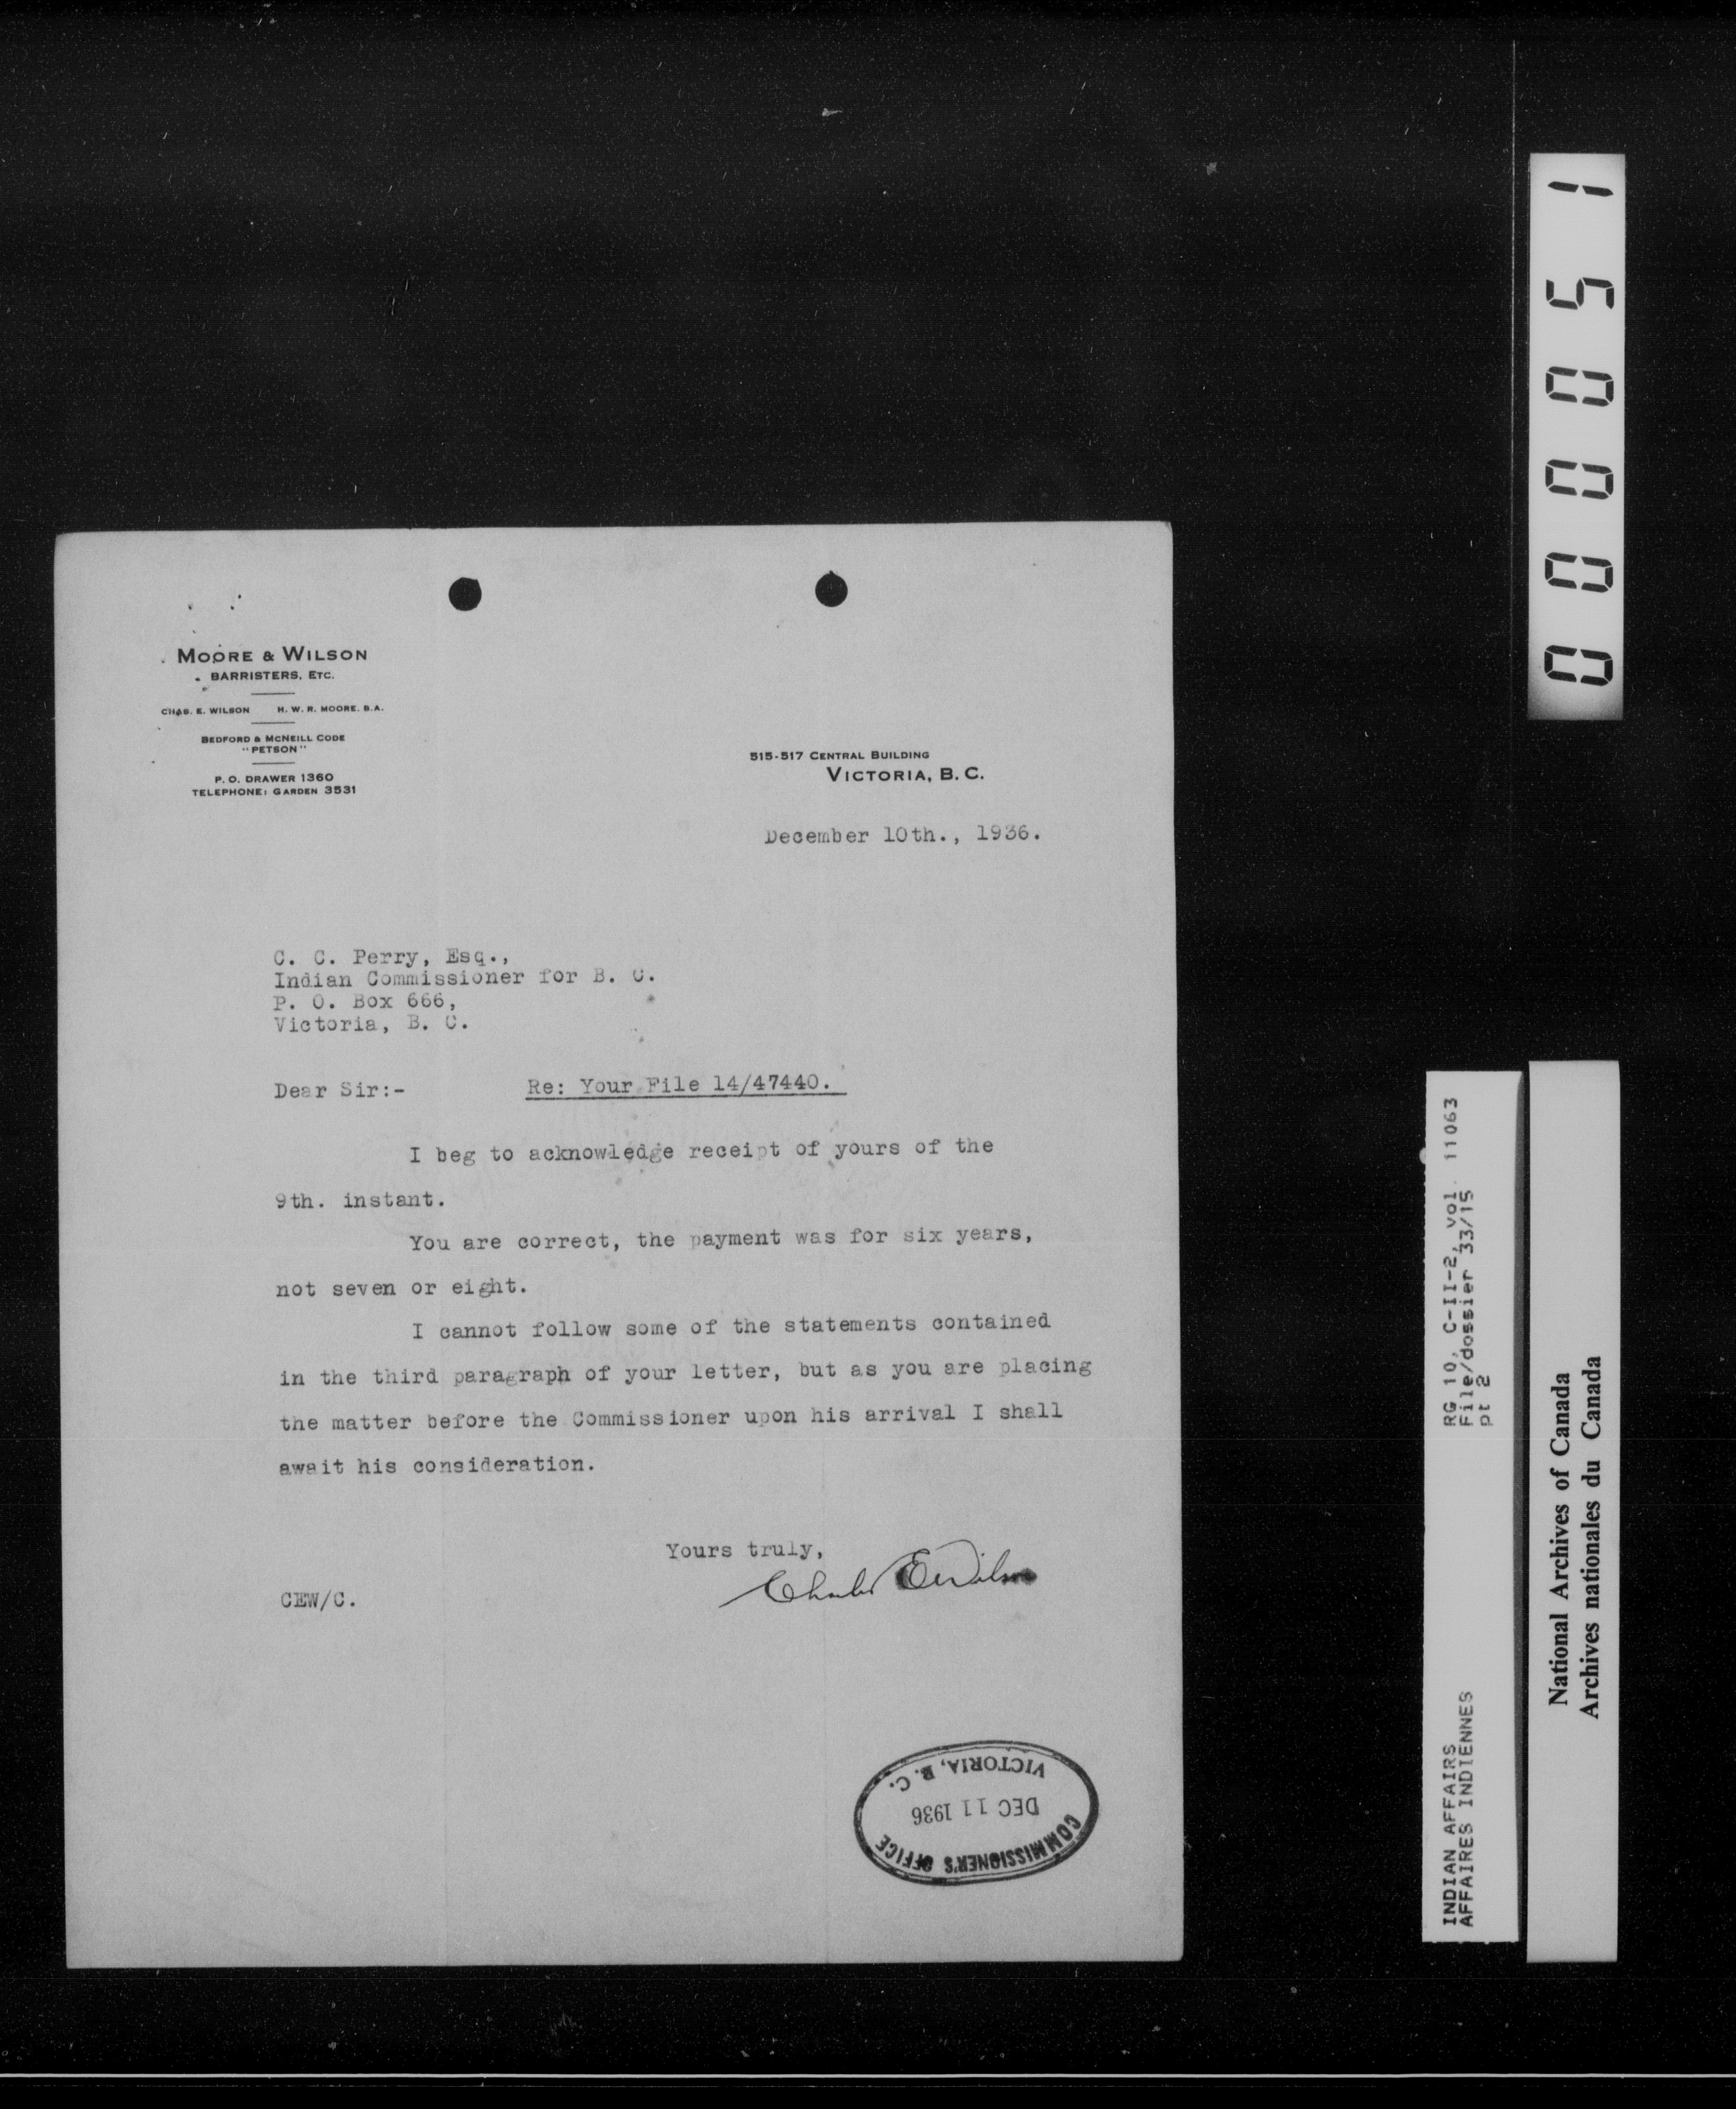 MOORE & WILSON
BARRISTERS, ETC.
CHAS. E. WILSON H. W. R. MOORE, B.A.
BEDFORD & MCNEILL CODE
"PETSON"
P. O. DRAWER 1360
TELEPHONE: GARDEN 3531
515-517 CENTRAL BUILDING
VICTORIA, B. C.
December 10th., 1936.
C. C. Perry, Esq.,
Indian Commissioner for B. C.
P. O. Box 666,
Victoria, B. C.
Dear Sir:- Re: Your File 14/47440.
I beg to acknowledge receipt of yours of the
9th. instant.
You are correct, the payment was for six years,
not seven or eight.
I cannot follow some of the statements contained
in the third paragraph of your letter, but as you are placing
the matter before the Commissioner upon his arrival I shall
await his consideration.
Yours truly,
Charles E Wilson
CEW/C.
COMMISSIONER'S OFFICE
DEC 11 1936
VICTORIA, B. C.
000051
RG 10, C-II-2, vol. 11063
File/dossier 33/15
pt 2
INDIAN AFFAIRS
AFFAIRES INDIENNES
National Archives of Canada
Archives nationales du Canada